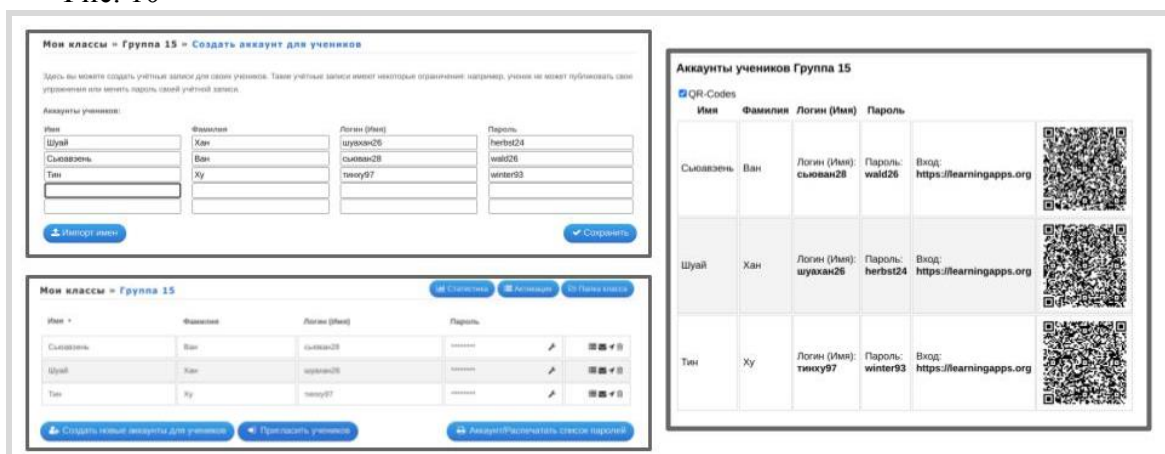 Рис. 10
Мои классы » Группа 15 » Создать аккаунт для учеников
Здесь вы можете создать учётные записи для своих учеников. Такие учётные записи имеют некоторые ограничения: например, ученик не может публиковать свои
упражнения или менять пароль своей учётной записи.
Аккаунты учеников:
Имя Фамилия Логин (Имя) Пароль
Шуай Хан шуахан26 herbst24
Сьюавзень Ван сьюван28 wald26
Тин Ху тинху97 winter93
Импорт имен Сохранить
Мои классы » Группа 15 Статистика Активация Папка класса
Имя Фамилия Логин (Имя) Пароль
Сьюавзень Ван сьюван28 ********
Шуай Хан шуахан26 ********
Тин Ху тинху97 ********
Создать новые аккаунты для учеников Пригласить учеников Аккаунт/Распечатать список паролей
Аккаунты учеников Группа 15
QR-Codes
Имя Фамилия Логин (Имя) Пароль
Сьюавзень Ван Логин (Имя): сьюван28 Пароль: wald26 Вход: https://learningapps.org
Шуай Хан Логин (Имя): шуахан26 Пароль: herbst24 Вход: https://learningapps.org
Тин Ху Логин (Имя): тинху97 Пароль: winter93 Вход: https://learningapps.org